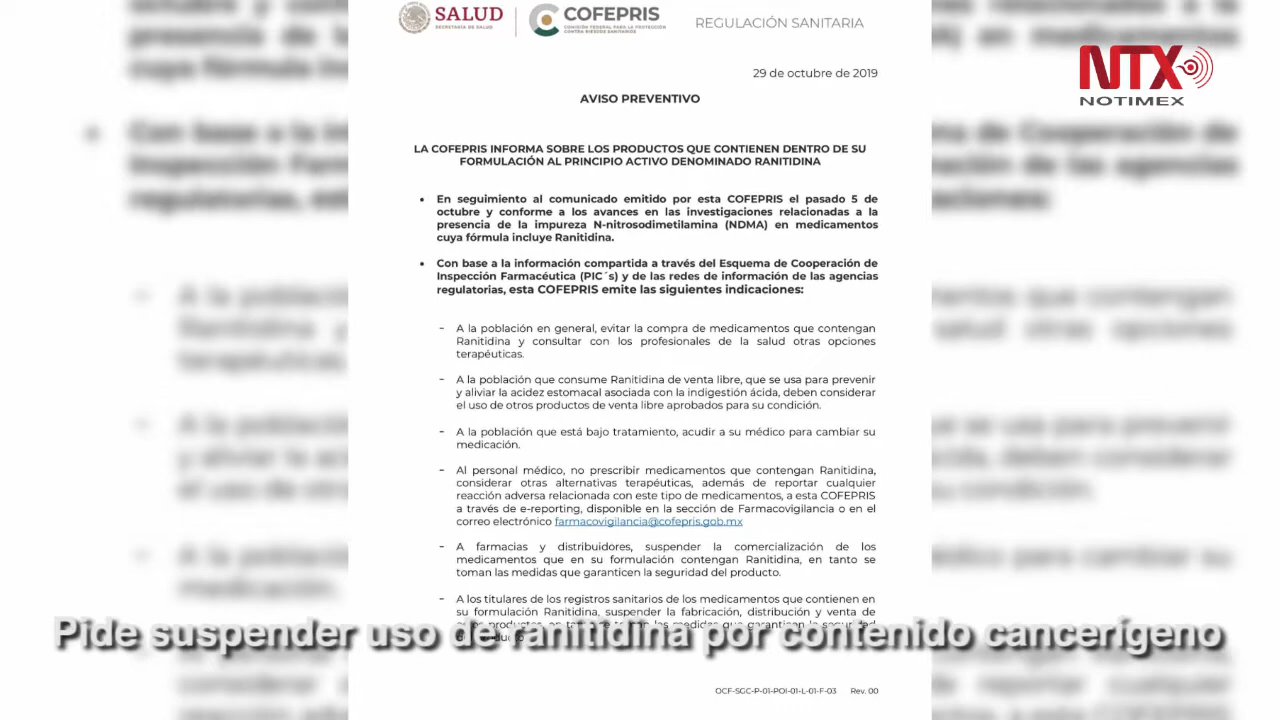 SALUD
SECRETARÍA DE SALUD
COFEPRIS
COMISIÓN FEDERAL PARA LA PROTECCIÓN
CONTRA RIESGOS SANITARIOS
REGULACIÓN SANITARIA
NTX
NOTIMEX
29 de octubre de 2019
AVISO PREVENTIVO
LA COFEPRIS INFORMA SOBRE LOS PRODUCTOS QUE CONTIENEN DENTRO DE SU
FORMULACIÓN AL PRINCIPIO ACTIVO DENOMINADO RANITIDINA
• En seguimiento al comunicado emitido por esta COFEPRIS el pasado 5 de
octubre y conforme a los avances en las investigaciones relacionadas a la
presencia de la impureza N-nitrosodimetilamina (NDMA) en medicamentos
cuya fórmula incluye Ranitidina.
• Con base a la información compartida a través del Esquema de Cooperación de
Inspección Farmacéutica (PIC´s) y de las redes de información de las agencias
regulatorias, esta COFEPRIS emite las siguientes indicaciones:
- A la población en general, evitar la compra de medicamentos que contengan
Ranitidina y consultar con los profesionales de la salud otras opciones
terapéuticas.
- A la población que consume Ranitidina de venta libre, que se usa para prevenir
y aliviar la acidez estomacal asociada con la indigestión ácida, deben considerar
el uso de otros productos de venta libre aprobados para su condición.
- A la población que está bajo tratamiento, acudir a su médico para cambiar su
medicación.
- Al personal médico, no prescribir medicamentos que contengan Ranitidina,
considerar otras alternativas terapéuticas, además de reportar cualquier
reacción adversa relacionada con este tipo de medicamentos, a esta COFEPRIS
a través de e-reporting, disponible en la sección de Farmacovigilancia o en el
correo electrónico farmacovigilancia@cofepris.gob.mx
- A farmacias y distribuidores, suspender la comercialización de los
medicamentos que en su formulación contengan Ranitidina, en tanto se
toman las medidas que garanticen la seguridad del producto.
- A los titulares de los registros sanitarios de los medicamentos que contienen en
su formulación Ranitidina, suspender la fabricación, distribución y venta de
Pide suspender uso de ranitidina por contenido cancerígeno
OCF-SGC-P-01-POI-01-L-01-F-03 Rev. 00